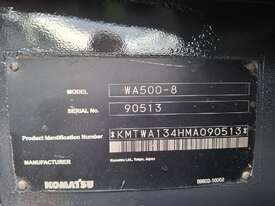 MODEL WA500-8
SERIAL NO. 90513
Product Identification Number *KMTWA134HMA090513*
MANUFACTURER Komatsu Ltd., Tokyo, Japan
KOMATSU